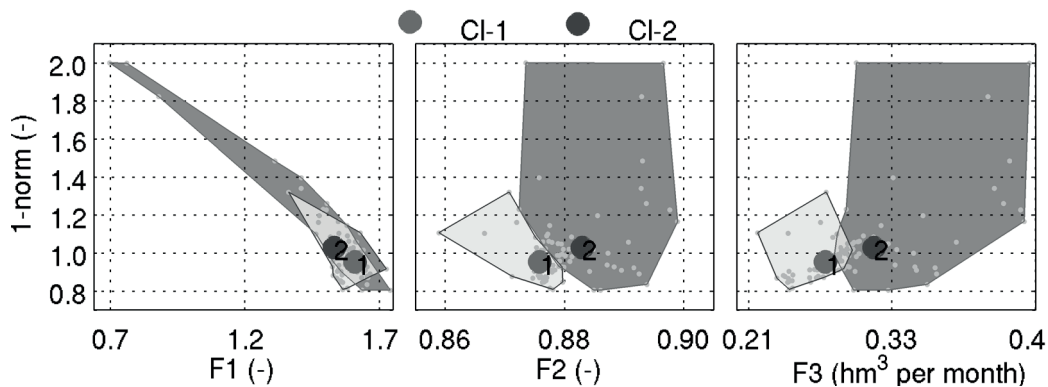 Cl-1 Cl-2
1-norm (-)
2.0
1.8
1.6
1.4
1.2
1.0
0.8
2 1
1 2
1 2
0.7 1.2 1.7
0.86 0.88 0.90
0.21 0.33 0.4
F1 (-)
F2 (-)
F3 (hm³ per month)